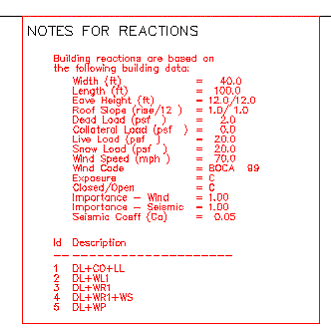 NOTES FOR REACTIONS
Building reactions are based on
the following building data:
Width (ft) = 40.0
Length (ft) = 100.0
Eave Height (ft) = 12.0/12.0
Roof Slope (rise/12 ) = 1.0/ 1.0
Dead Load (psf ) = 2.0
Collateral Load (psf ) = 0.0
Live Load (psf ) = 20.0
Snow Load (psf ) = 20.0
Wind Speed (mph ) = 70.0
Wind Code = BOCA 99
Exposure = C
Closed/Open = C
Importance – Wind = 1.00
Importance – Seismic = 1.00
Seismic Coeff (Ca) = 0.05
Id Description
1 DL+CO+LL
2 DL+WL1
3 DL+WR1
4 DL+WR1+WS
5 DL+WP